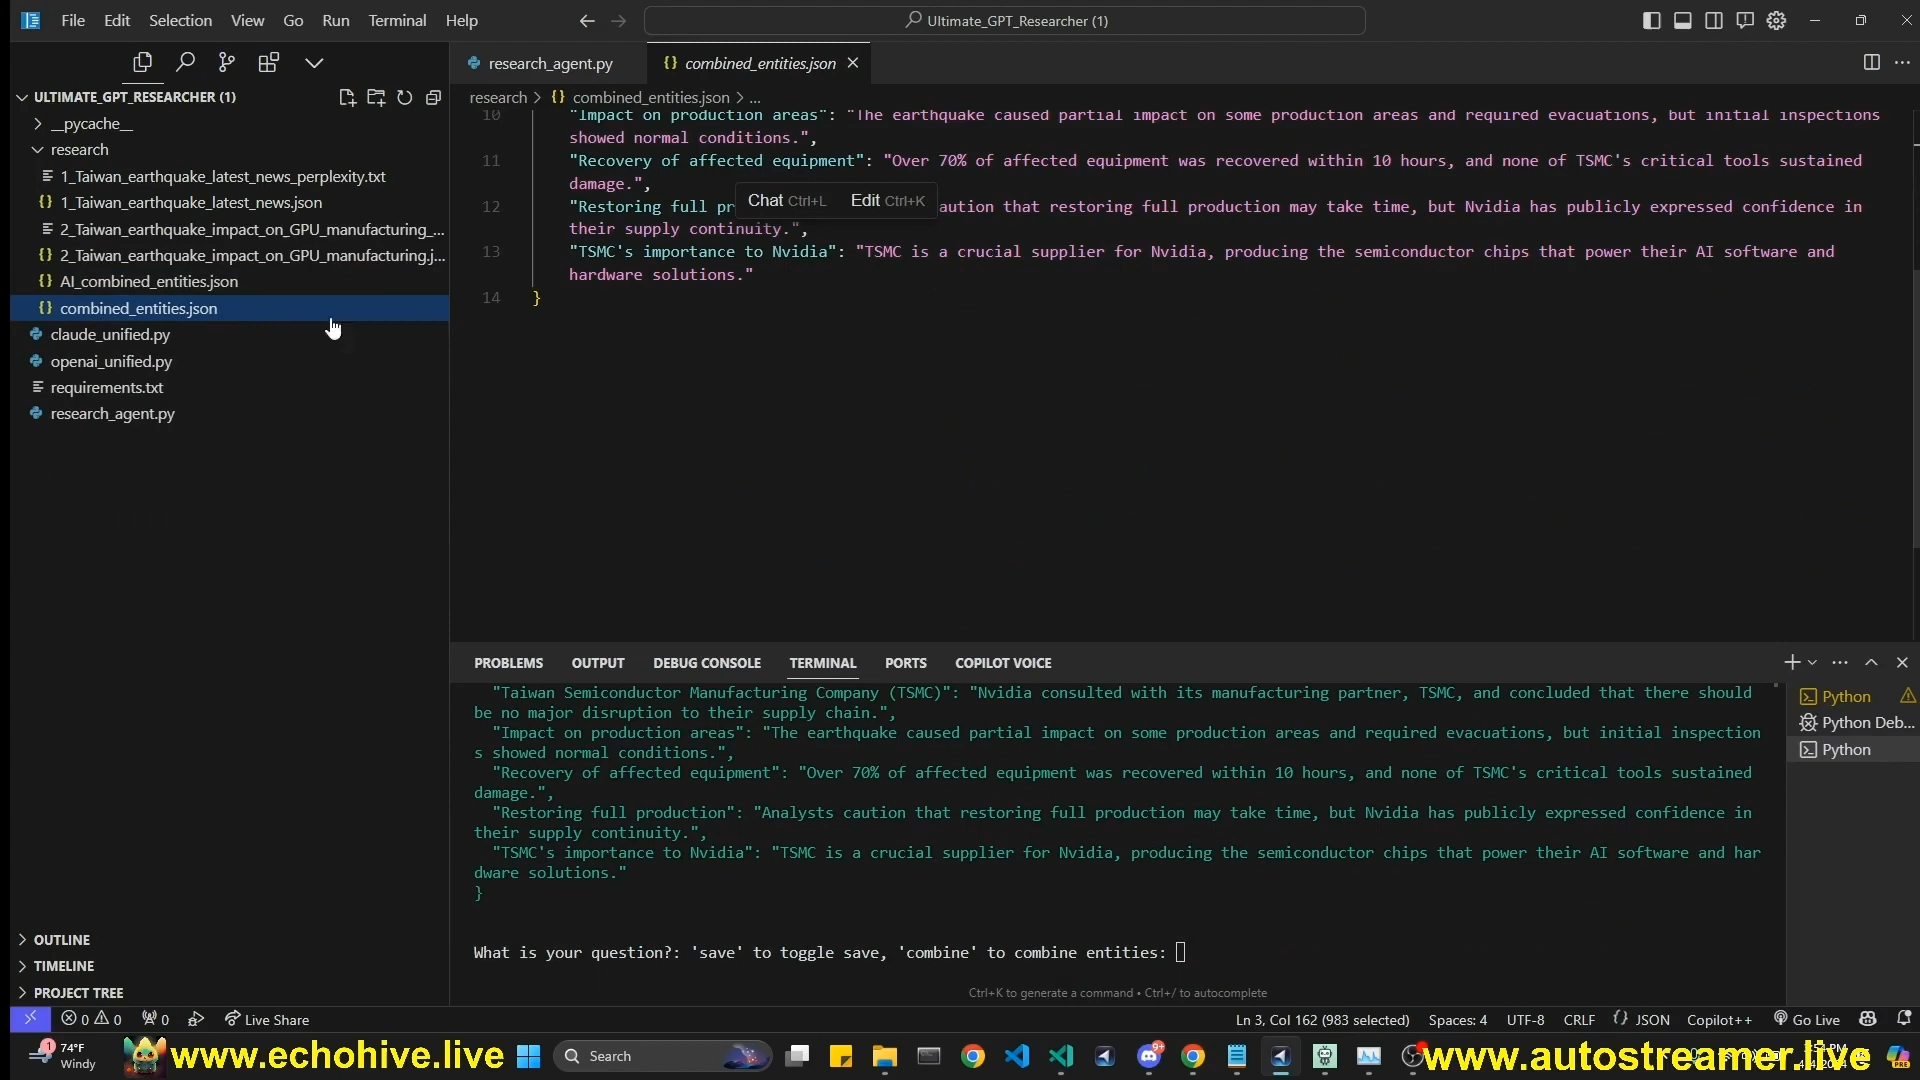 File Edit Selection View Go Run Terminal Help
Ultimate_GPT_Researcher (1)
ULTIMATE_GPT_RESEARCHER (1)
__pycache__
research
1_Taiwan_earthquake_latest_news_perplexity.txt
1_Taiwan_earthquake_latest_news.json
2_Taiwan_earthquake_impact_on_GPU_manufacturing_...
2_Taiwan_earthquake_impact_on_GPU_manufacturing.j...
AI_combined_entities.json
combined_entities.json
claude_unified.py
openai_unified.py
requirements.txt
research_agent.py
OUTLINE
TIMELINE
PROJECT TREE
research_agent.py
{} combined_entities.json
research > {} combined_entities.json > ...
10 "Impact on production areas": "The earthquake caused partial impact on some production areas and required evacuations, but initial inspections
showed normal conditions.",
11 "Recovery of affected equipment": "Over 70% of affected equipment was recovered within 10 hours, and none of TSMC's critical tools sustained
damage.",
12 "Restoring full pr Chat Ctrl+L Edit Ctrl+K aution that restoring full production may take time, but Nvidia has publicly expressed confidence in
their supply continuity.",
13 "TSMC's importance to Nvidia": "TSMC is a crucial supplier for Nvidia, producing the semiconductor chips that power their AI software and
hardware solutions."
14 }
PROBLEMS OUTPUT DEBUG CONSOLE TERMINAL PORTS COPILOT VOICE
"Taiwan Semiconductor Manufacturing Company (TSMC)": "Nvidia consulted with its manufacturing partner, TSMC, and concluded that there should
be no major disruption to their supply chain.",
"Impact on production areas": "The earthquake caused partial impact on some production areas and required evacuations, but initial inspection
s showed normal conditions.",
"Recovery of affected equipment": "Over 70% of affected equipment was recovered within 10 hours, and none of TSMC's critical tools sustained
damage.",
"Restoring full production": "Analysts caution that restoring full production may take time, but Nvidia has publicly expressed confidence in
their supply continuity.",
"TSMC's importance to Nvidia": "TSMC is a crucial supplier for Nvidia, producing the semiconductor chips that power their AI software and har
dware solutions."
}
What is your question?: 'save' to toggle save, 'combine' to combine entities:
Ctrl+K to generate a command • Ctrl+/ to autocomplete
Python
Python Deb...
Python
0 0 0 Live Share
Ln 3, Col 162 (983 selected) Spaces: 4 UTF-8 CRLF {} JSON Copilot++ Go Live
1 74°F
Windy
www.echohive.live
Search
9+
www.autostreamer.live
PRE